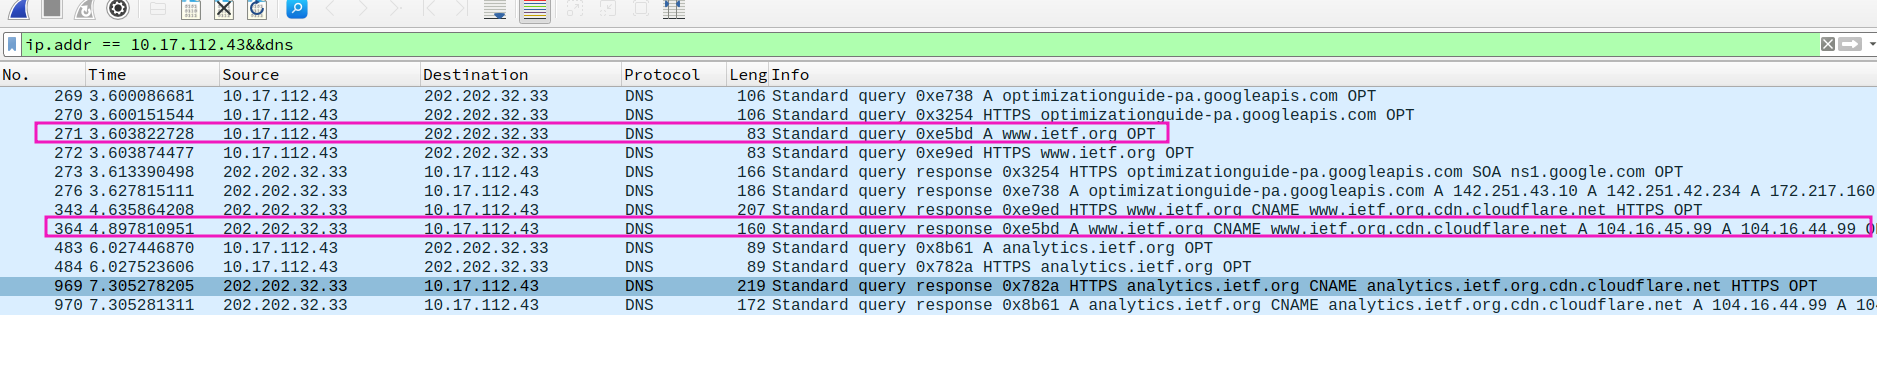 ip.addr == 10.17.112.43&&dns
No. Time Source Destination Protocol Leng Info
269 3.600086681 10.17.112.43 202.202.32.33 DNS 106 Standard query 0xe738 A optimizationguide-pa.googleapis.com OPT
270 3.600151544 10.17.112.43 202.202.32.33 DNS 106 Standard query 0x3254 HTTPS optimizationguide-pa.googleapis.com OPT
271 3.603822728 10.17.112.43 202.202.32.33 DNS 83 Standard query 0xe5bd A www.ietf.org OPT
272 3.603874477 10.17.112.43 202.202.32.33 DNS 83 Standard query 0xe9ed HTTPS www.ietf.org OPT
273 3.613390498 202.202.32.33 10.17.112.43 DNS 166 Standard query response 0x3254 HTTPS optimizationguide-pa.googleapis.com SOA ns1.google.com OPT
276 3.627815111 202.202.32.33 10.17.112.43 DNS 186 Standard query response 0xe738 A optimizationguide-pa.googleapis.com A 142.251.43.10 A 142.251.42.234 A 172.217.160
343 4.635864208 202.202.32.33 10.17.112.43 DNS 207 Standard query response 0xe9ed HTTPS www.ietf.org CNAME www.ietf.org.cdn.cloudflare.net HTTPS OPT
364 4.897810951 202.202.32.33 10.17.112.43 DNS 160 Standard query response 0xe5bd A www.ietf.org CNAME www.ietf.org.cdn.cloudflare.net A 104.16.45.99 A 104.16.44.99
483 6.027446870 10.17.112.43 202.202.32.33 DNS 89 Standard query 0x8b61 A analytics.ietf.org OPT
484 6.027523606 10.17.112.43 202.202.32.33 DNS 89 Standard query 0x782a HTTPS analytics.ietf.org OPT
969 7.305278205 202.202.32.33 10.17.112.43 DNS 219 Standard query response 0x782a HTTPS analytics.ietf.org CNAME analytics.ietf.org.cdn.cloudflare.net HTTPS OPT
970 7.305281311 202.202.32.33 10.17.112.43 DNS 172 Standard query response 0x8b61 A analytics.ietf.org CNAME analytics.ietf.org.cdn.cloudflare.net A 104.16.44.99 A 10